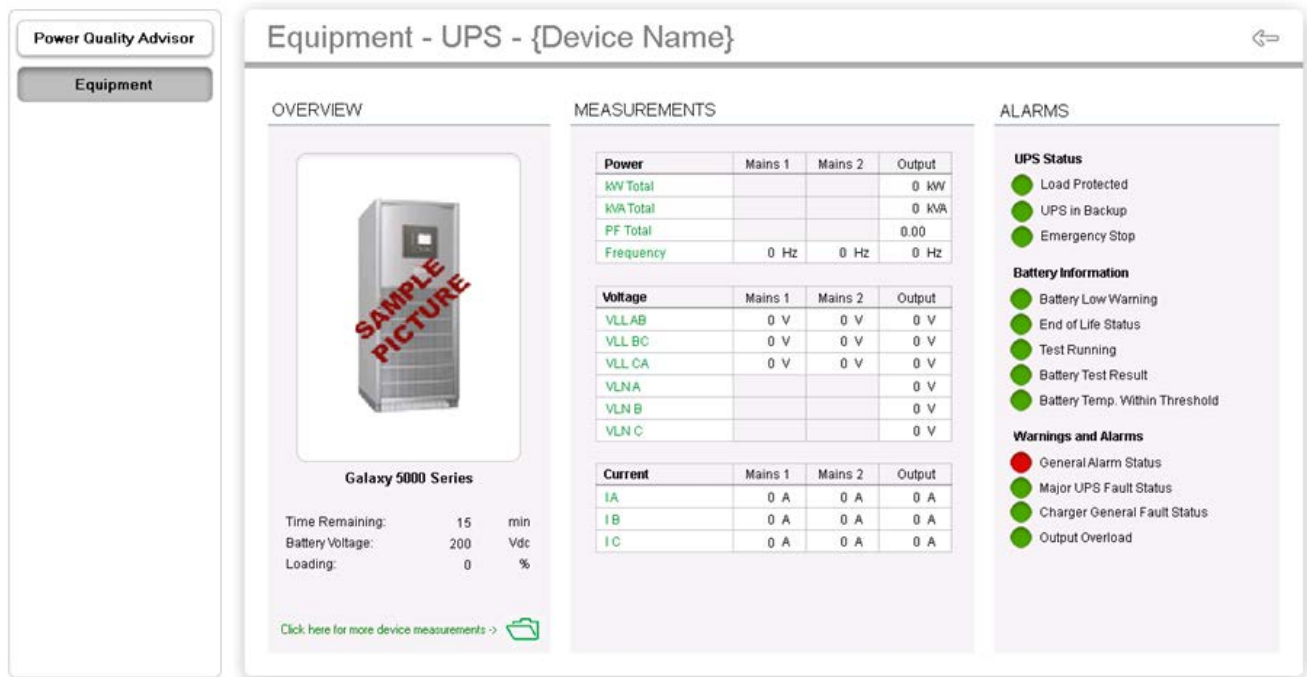 Power Quality Advisor
Equipment
Equipment - UPS - {Device Name}
OVERVIEW
SAMPLE
PICTURE
Galaxy 5000 Series
Time Remaining: 15 min
Battery Voltage: 200 Vdc
Loading: 0 %
Click here for more device measurements ->
MEASUREMENTS
Power Mains 1 Mains 2 Output
kW Total 0 kW
kVA Total 0 kVA
PF Total 0.00
Frequency 0 Hz 0 Hz 0 Hz
Voltage Mains 1 Mains 2 Output
VLL AB 0 V 0 V 0 V
VLL BC 0 V 0 V 0 V
VLL CA 0 V 0 V 0 V
VLN A 0 V
VLN B 0 V
VLN C 0 V
Current Mains 1 Mains 2 Output
I A 0 A 0 A 0 A
I B 0 A 0 A 0 A
I C 0 A 0 A 0 A
ALARMS
UPS Status
Load Protected
UPS in Backup
Emergency Stop
Battery Information
Battery Low Warning
End of Life Status
Test Running
Battery Test Result
Battery Temp. Within Threshold
Warnings and Alarms
General Alarm Status
Major UPS Fault Status
Charger General Fault Status
Output Overload